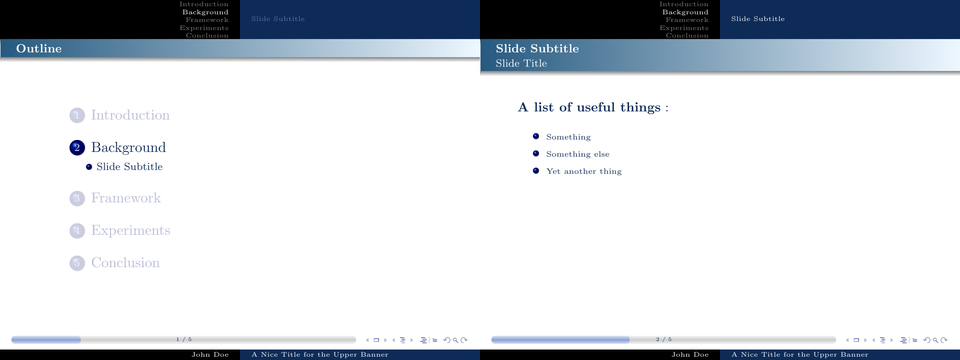 Introduction
Background
Framework
Experiments
Conclusion
Slide Subtitle
Outline
1 Introduction
2 Background
Slide Subtitle
3 Framework
4 Experiments
5 Conclusion
1 / 5
John Doe
A Nice Title for the Upper Banner
Introduction
Background
Framework
Experiments
Conclusion
Slide Subtitle
Slide Subtitle
Slide Title
A list of useful things :
Something
Something else
Yet another thing
2 / 5
John Doe
A Nice Title for the Upper Banner